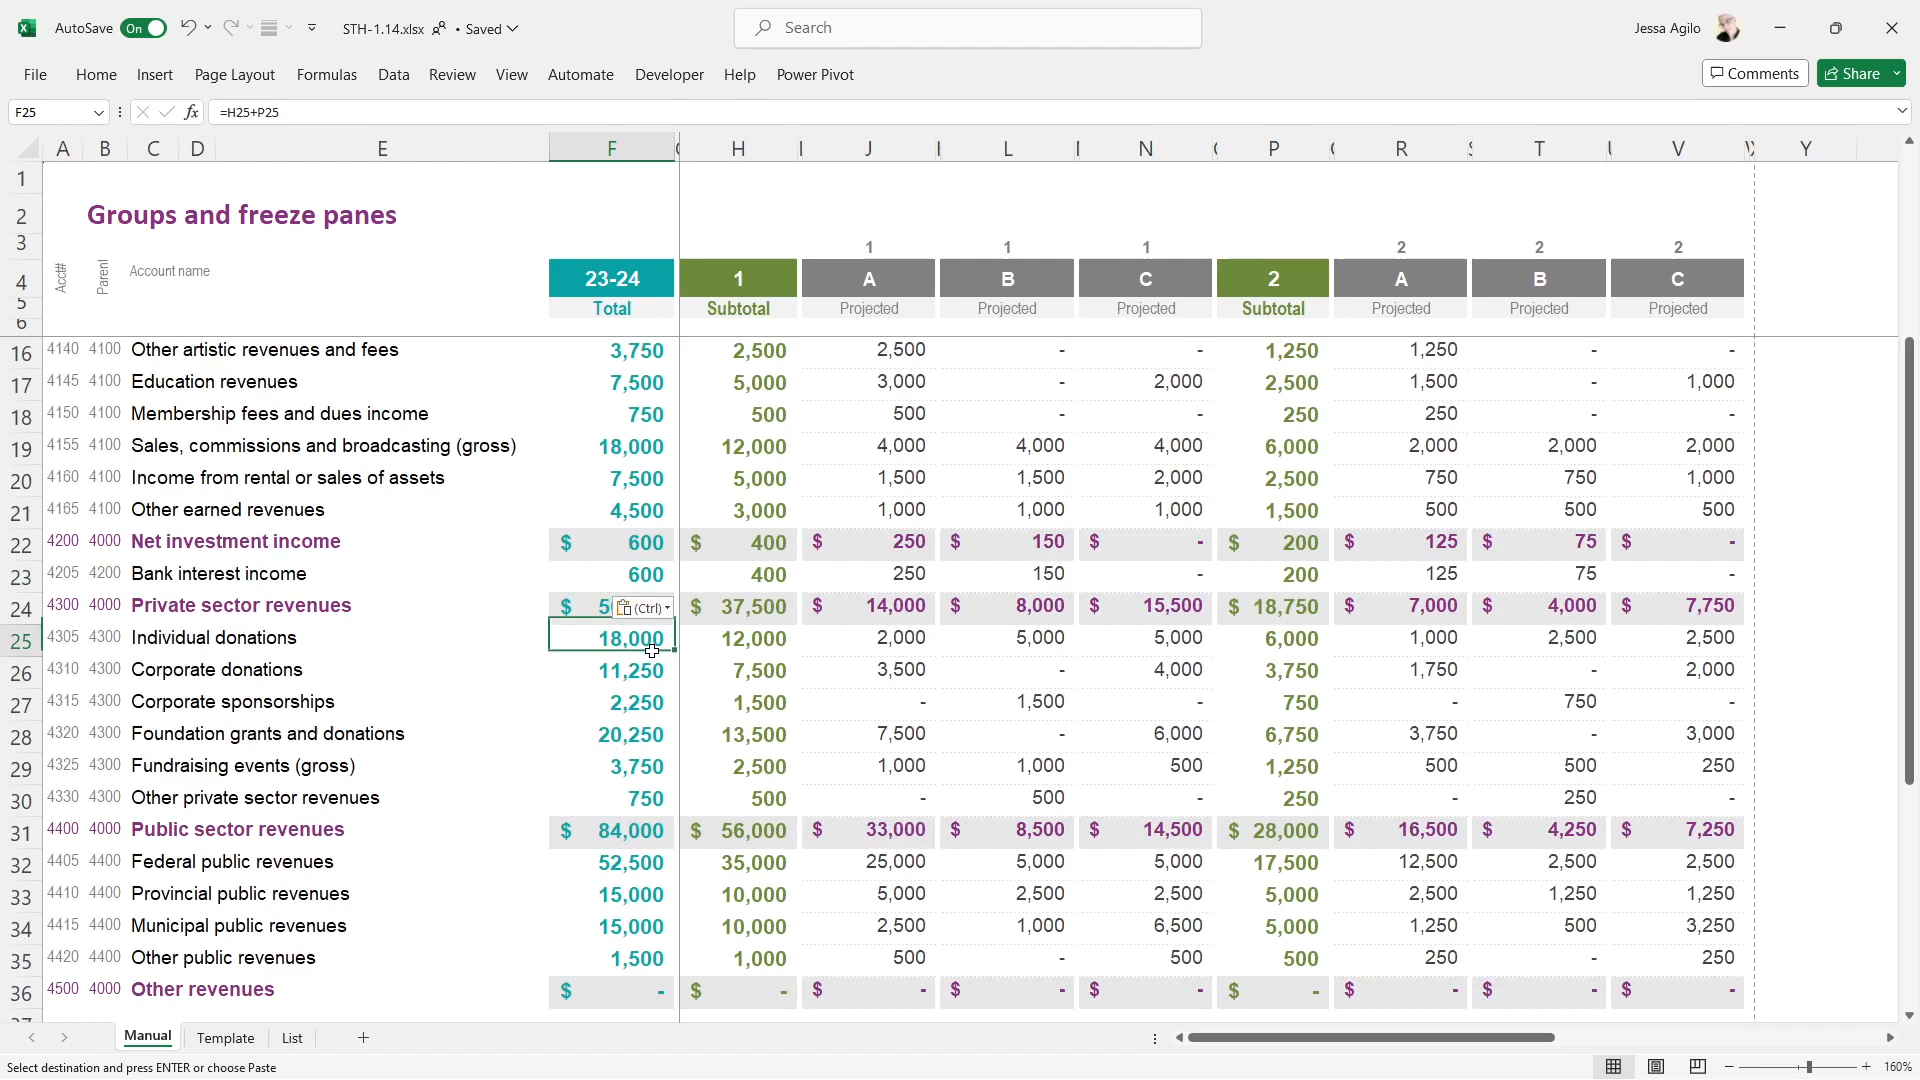 AutoSave On STH-1.14.xlsx • Saved Search Jessa Agilo
File Home Insert Page Layout Formulas Data Review View Automate Developer Help Power Pivot Comments Share
F25 fx =H25+P25
A B C D E F H I J L N P R T V Y
1
2 Groups and freeze panes
3 1 1 1 2 2 2
4 Acct# Parent Account name 23-24 1 A B C 2 A B C
5 Total Subtotal Projected Projected Projected Subtotal Projected Projected Projected
6
16 4140 4100 Other artistic revenues and fees 3,750 2,500 2,500 - - 1,250 1,250 - -
17 4145 4100 Education revenues 7,500 5,000 3,000 - 2,000 2,500 1,500 - 1,000
18 4150 4100 Membership fees and dues income 750 500 500 - - 250 250 - -
19 4155 4100 Sales, commissions and broadcasting (gross) 18,000 12,000 4,000 4,000 4,000 6,000 2,000 2,000 2,000
20 4160 4100 Income from rental or sales of assets 7,500 5,000 1,500 1,500 2,000 2,500 750 750 1,000
21 4165 4100 Other earned revenues 4,500 3,000 1,000 1,000 1,000 1,500 500 500 500
22 4200 4000 Net investment income $ 600 $ 400 $ 250 $ 150 $ - $ 200 $ 125 $ 75 $ -
23 4205 4200 Bank interest income 600 400 250 150 - 200 125 75 -
24 4300 4000 Private sector revenues $ (Ctrl) $ 37,500 $ 14,000 $ 8,000 $ 15,500 $ 18,750 $ 7,000 $ 4,000 $ 7,750
25 4305 4300 Individual donations 18,000 12,000 2,000 5,000 5,000 6,000 1,000 2,500 2,500
26 4310 4300 Corporate donations 11,250 7,500 3,500 - 4,000 3,750 1,750 - 2,000
27 4315 4300 Corporate sponsorships 2,250 1,500 - 1,500 - 750 - 750 -
28 4320 4300 Foundation grants and donations 20,250 13,500 7,500 - 6,000 6,750 3,750 - 3,000
29 4325 4300 Fundraising events (gross) 3,750 2,500 1,000 1,000 500 1,250 500 500 250
30 4330 4300 Other private sector revenues 750 500 - 500 - 250 - 250 -
31 4400 4000 Public sector revenues $ 84,000 $ 56,000 $ 33,000 $ 8,500 $ 14,500 $ 28,000 $ 16,500 $ 4,250 $ 7,250
32 4405 4400 Federal public revenues 52,500 35,000 25,000 5,000 5,000 17,500 12,500 2,500 2,500
33 4410 4400 Provincial public revenues 15,000 10,000 5,000 2,500 2,500 5,000 2,500 1,250 1,250
34 4415 4400 Municipal public revenues 15,000 10,000 2,500 1,000 6,500 5,000 1,250 500 3,250
35 4420 4400 Other public revenues 1,500 1,000 500 - 500 500 250 - 250
36 4500 4000 Other revenues $ - $ - $ - $ - $ - $ - $ - $ - $ -
Manual Template List
Select destination and press ENTER or choose Paste 160%